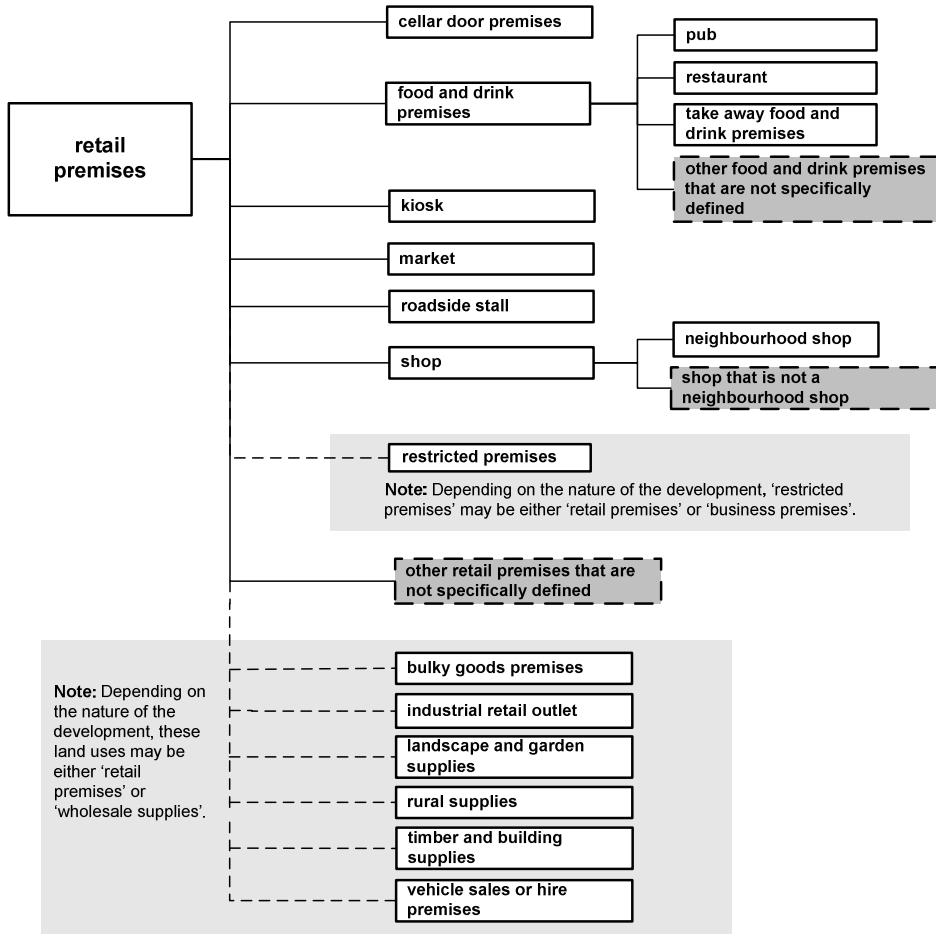 retail
premises
cellar door premises
food and drink
premises
pub
restaurant
take away food and
drink premises
other food and drink premises
that are not specifically
defined
kiosk
market
roadside stall
shop
neighbourhood shop
shop that is not a
neighbourhood shop
restricted premises
Note: Depending on the nature of the development, ‘restricted
premises’ may be either ‘retail premises’ or ‘business premises’.
other retail premises that are
not specifically defined
Note: Depending on
the nature of the
development, these
land uses may be
either ‘retail
premises’ or
‘wholesale supplies’.
bulky goods premises
industrial retail outlet
landscape and garden
supplies
rural supplies
timber and building
supplies
vehicle sales or hire
premises